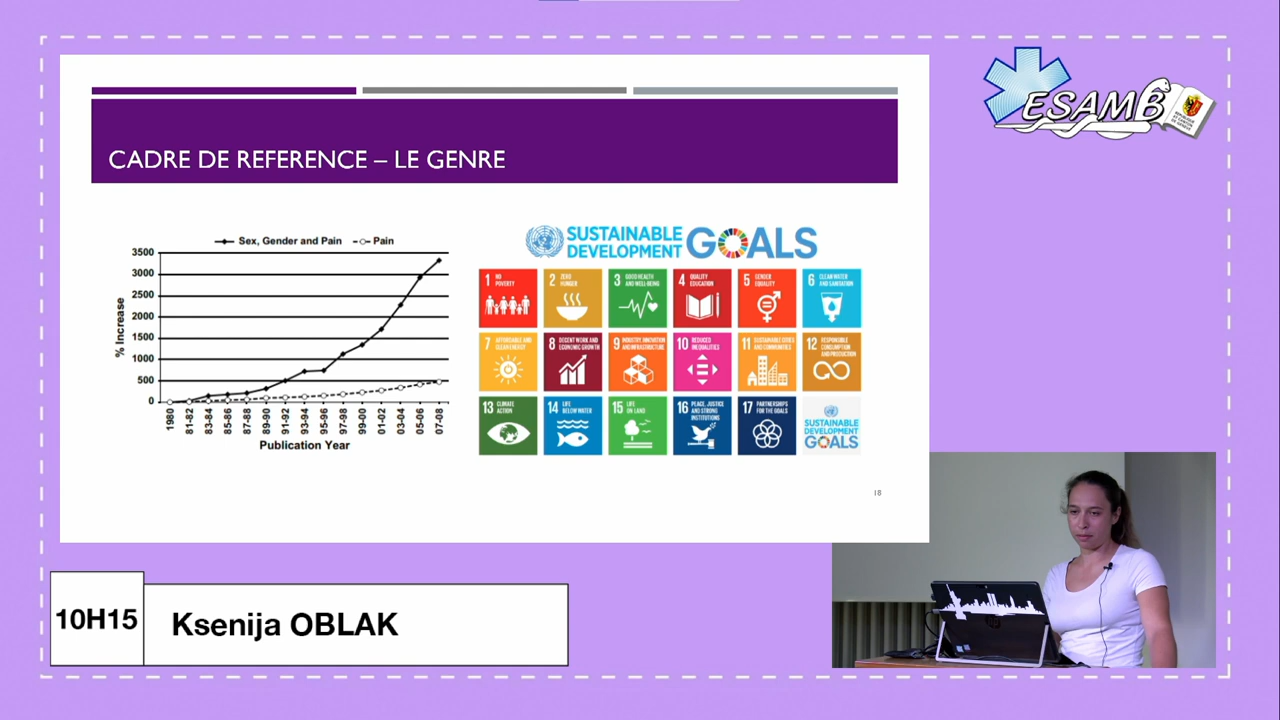 CADRE DE REFERENCE – LE GENRE
Sex, Gender and Pain
Pain
3500
3000
2500
2000
1500
1000
500
0
% Increase
1980
81-82
83-84
85-86
87-88
89-90
91-92
93-94
95-96
97-98
99-00
01-02
03-04
05-06
07-08
Publication Year
SUSTAINABLE
DEVELOPMENT
GOALS
1 NO
POVERTY
2 ZERO
HUNGER
3 GOOD HEALTH
AND WELL-BEING
4 QUALITY
EDUCATION
5 GENDER
EQUALITY
6 CLEAN WATER
AND SANITATION
7 AFFORDABLE AND
CLEAN ENERGY
8 DECENT WORK AND
ECONOMIC GROWTH
9 INDUSTRY, INNOVATION
AND INFRASTRUCTURE
10 REDUCED
INEQUALITIES
11 SUSTAINABLE CITIES
AND COMMUNITIES
12 RESPONSIBLE
CONSUMPTION
AND PRODUCTION
13 CLIMATE
ACTION
14 LIFE
BELOW WATER
15 LIFE
ON LAND
16 PEACE, JUSTICE
AND STRONG
INSTITUTIONS
17 PARTNERSHIPS
FOR THE GOALS
SUSTAINABLE
DEVELOPMENT
GOALS
18
ESAMB
REPUBLIQUE
ET CANTON
DE GENEVE
10H15
Ksenija OBLAK